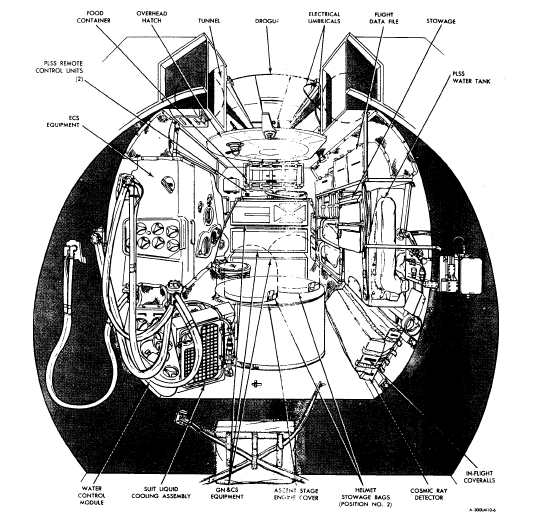 FOOD
CONTAINER
OVERHEAD
HATCH
TUNNEL
DROGUE
ELECTRICAL
UMBILICALS
FLIGHT
DATA FILE
STOWAGE
PLSS REMOTE
CONTROL UNITS
(2)
PLSS
WATER TANK
ECS
EQUIPMENT
WATER
CONTROL
MODULE
SUIT LIQUID
COOLING ASSEMBLY
GN&CS
EQUIPMENT
ASCENT STAGE
ENGINE COVER
HELMET
STOWAGE BAGS
(POSITION NO. 2)
COSMIC RAY
DETECTOR
IN-FLIGHT
COVERALLS
A-300LM10-6